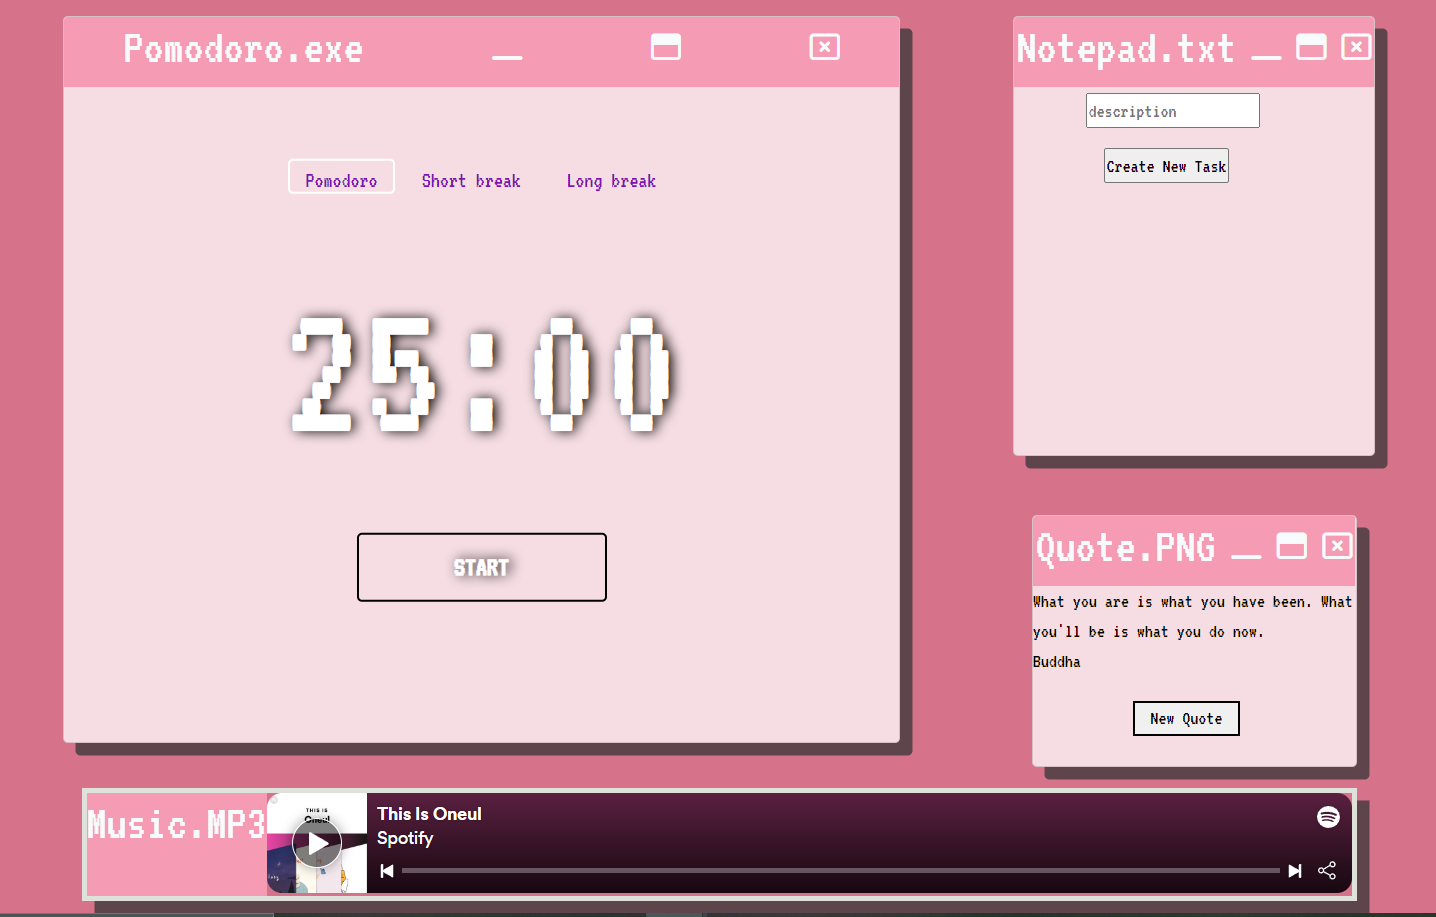 Pomodoro.exe
Pomodoro
Short break
Long break
25:00
START
Notepad.txt
description
Create New Task
Quote.PNG
What you are is what you have been. What
you'll be is what you do now.
Buddha
New Quote
Music.MP3
THIS IS
Oneul
This Is Oneul
Spotify